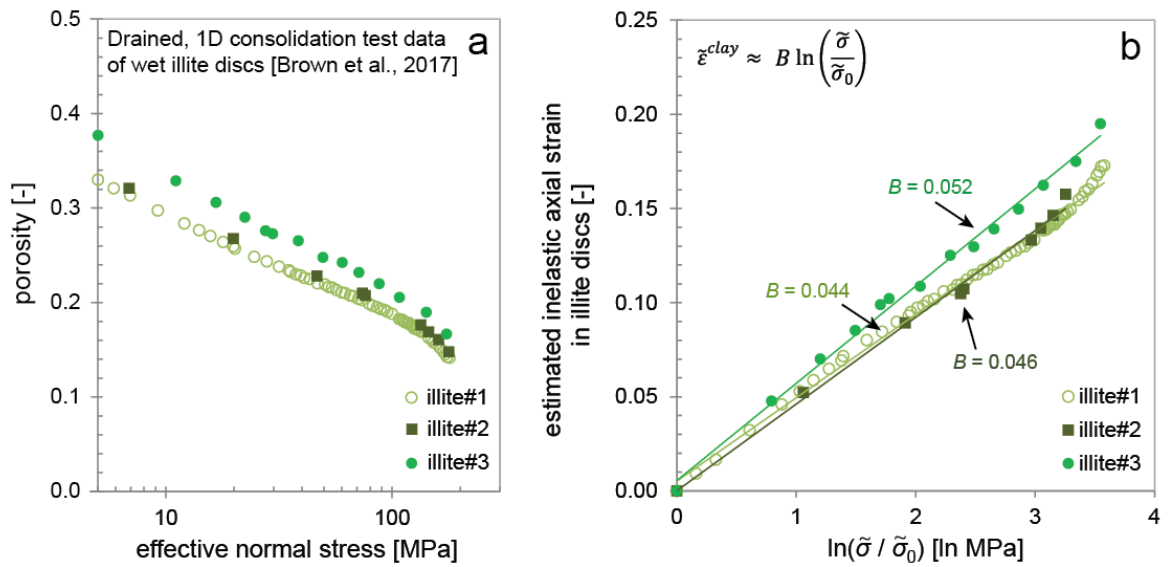 Drained, 1D consolidation test data
of wet illite discs [Brown et al., 2017]
a
porosity [-]
0.5
0.4
0.3
0.2
0.1
0.0
10
100
effective normal stress [MPa]
illite#1
illite#2
illite#3
b
ε̃ᶜˡᵃʸ ≈ B ln(σ̃/σ̃₀)
estimated inelastic axial strain
in illite discs [-]
0.25
0.20
0.15
0.10
0.05
0.00
B = 0.052
B = 0.044
B = 0.046
0
1
2
3
4
ln(σ̃ / σ̃₀) [ln MPa]
illite#1
illite#2
illite#3